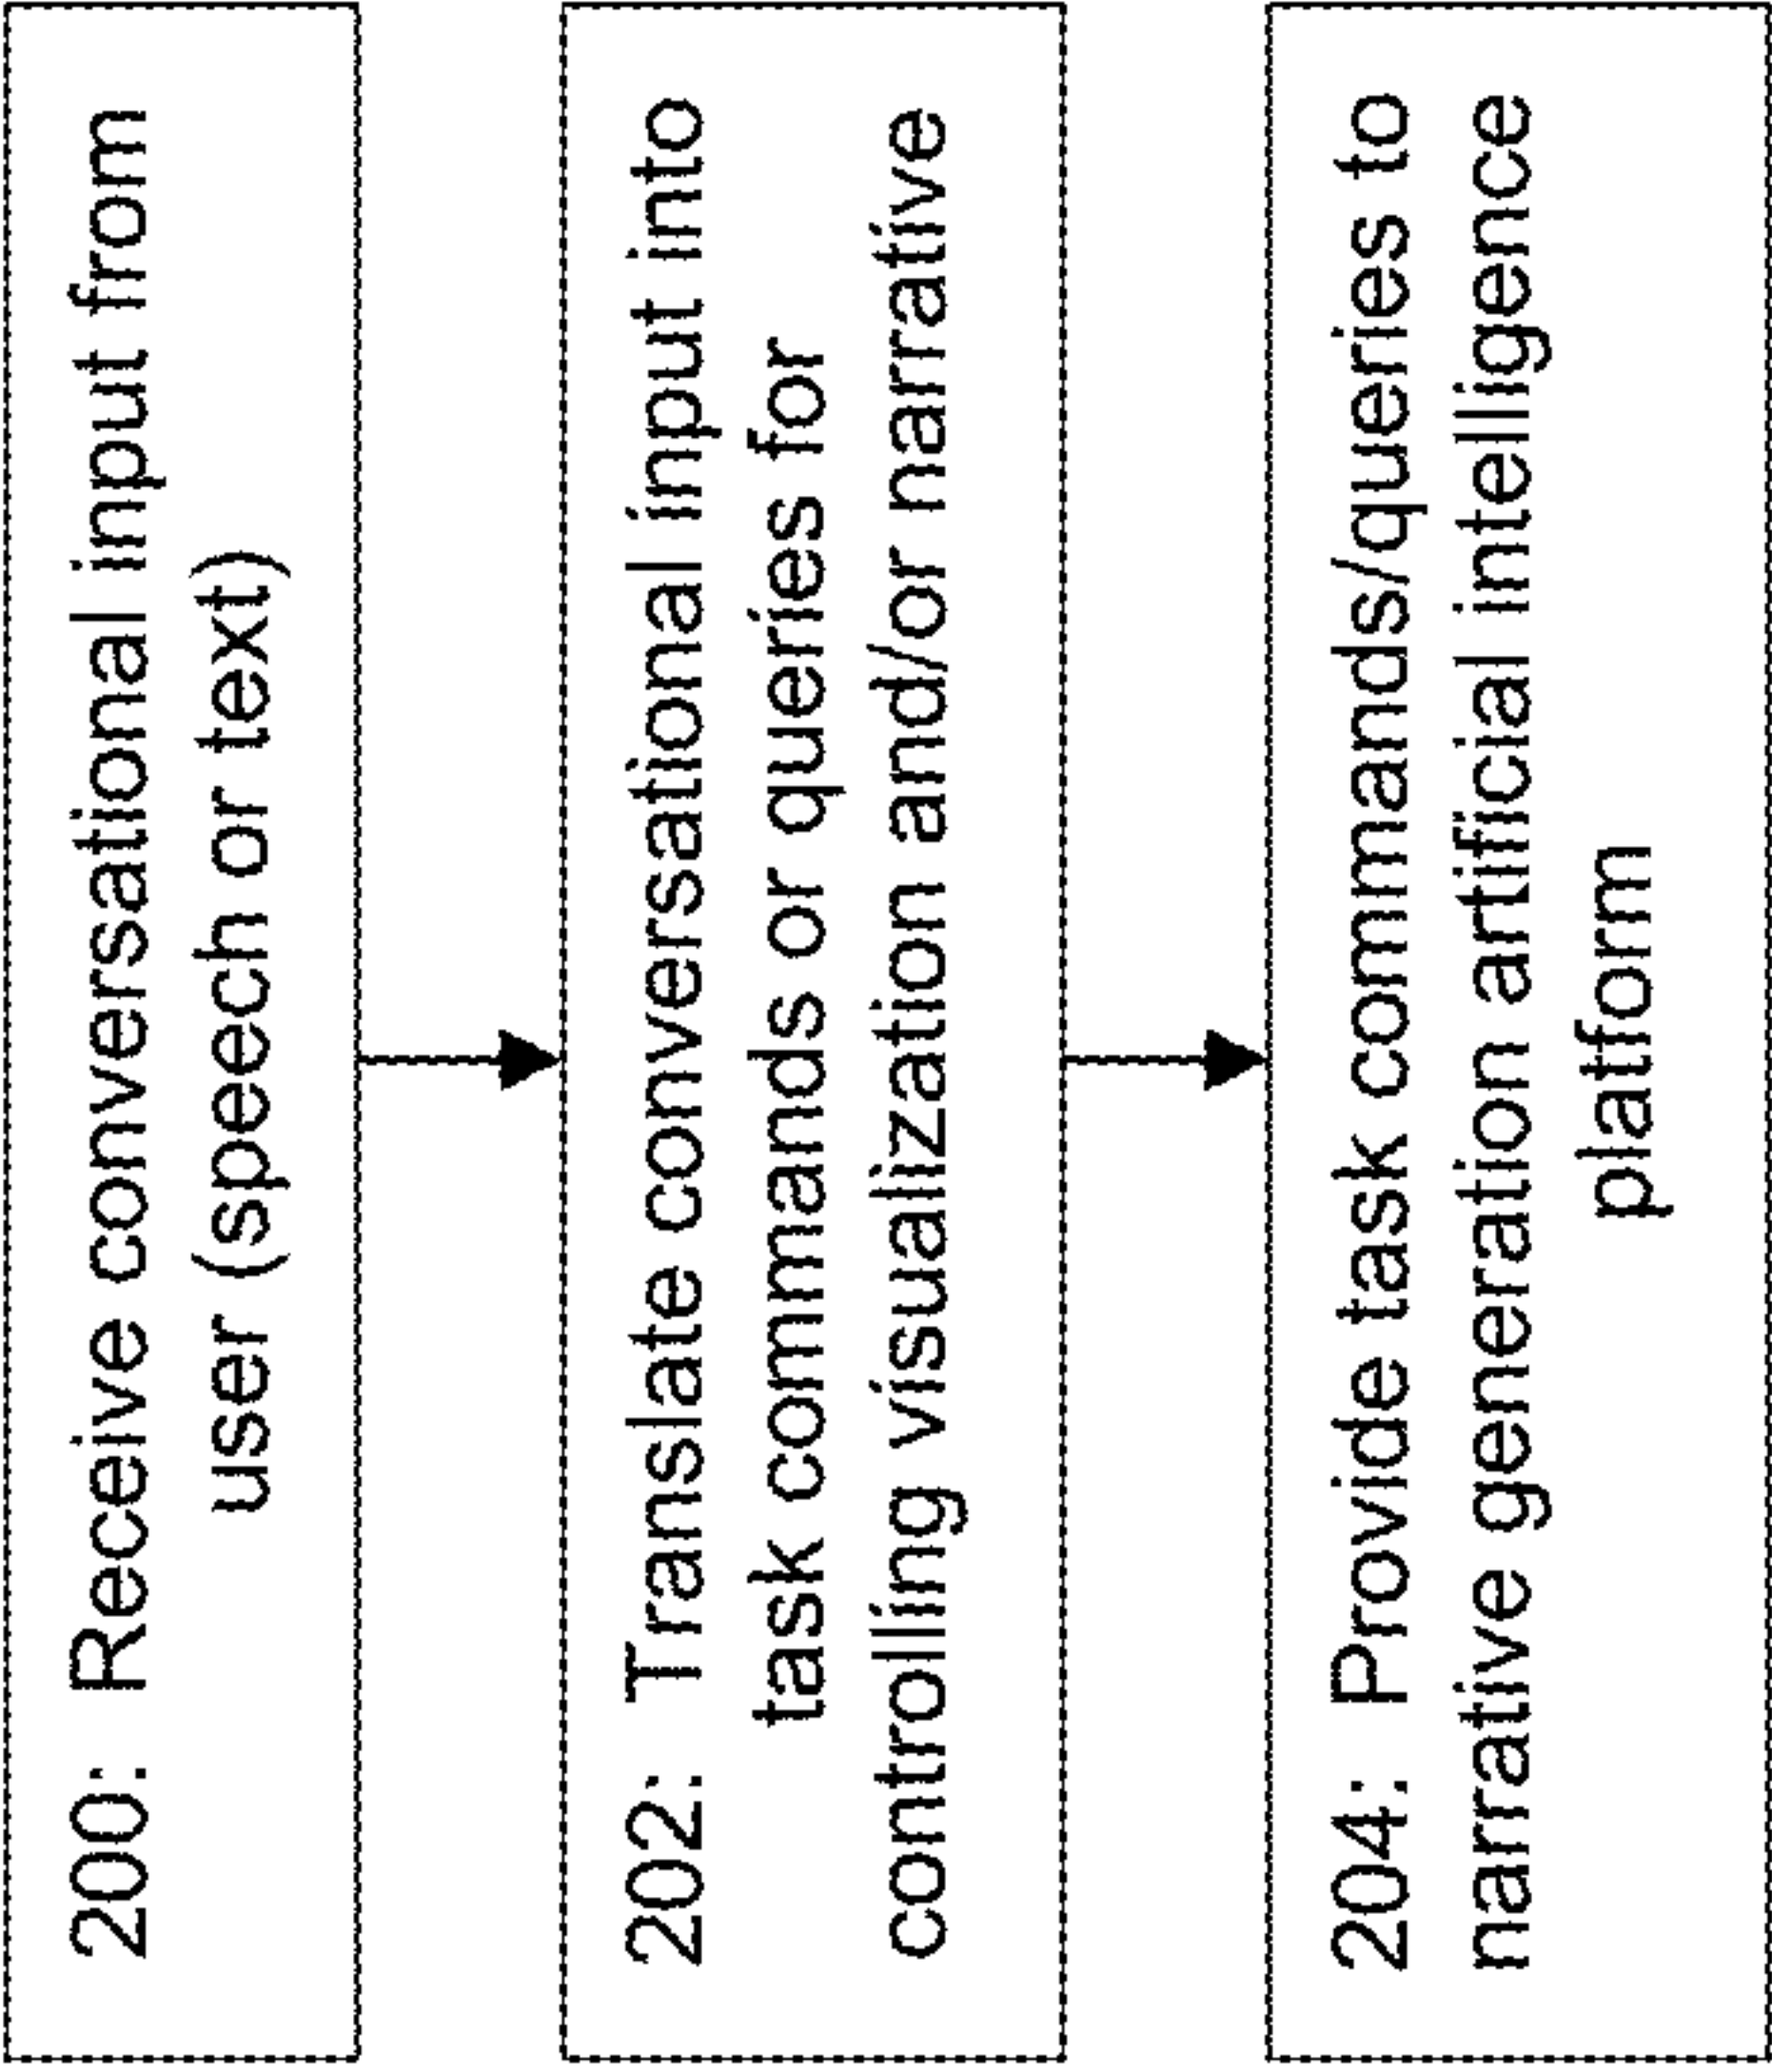 200: Receive conversational input from
user (speech or text)
202: Translate conversational input into
task commands or queries for
controlling visualization and/or narrative
204: Provide task commands/queries to
narrative generation artificial intelligence
platform